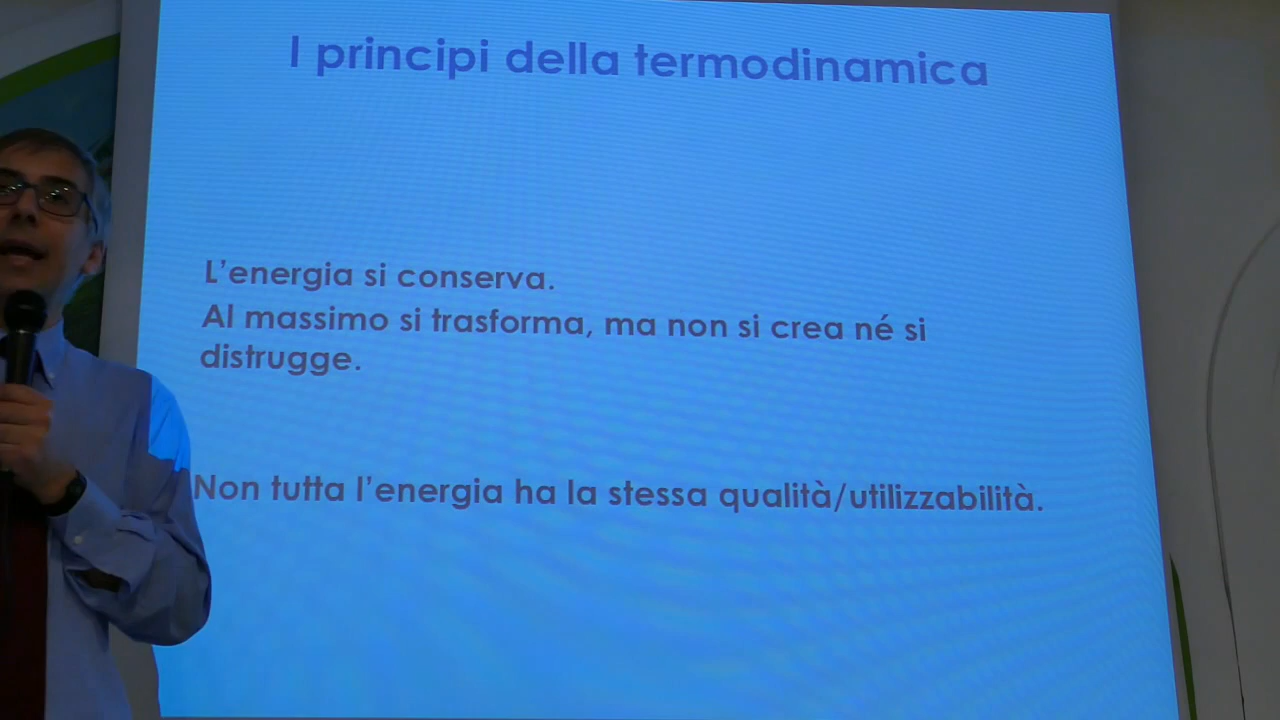 I principi della termodinamica
L'energia si conserva.
Al massimo si trasforma, ma non si crea né si
distrugge.
Non tutta l'energia ha la stessa qualità/utilizzabilità.